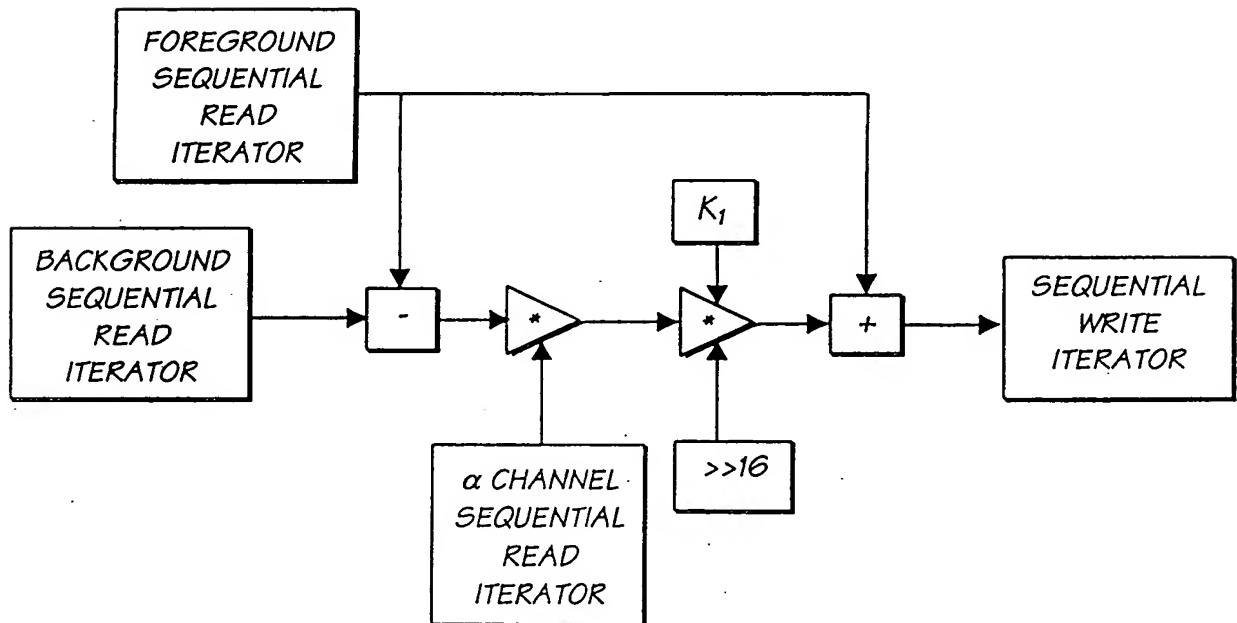 FOREGROUND
SEQUENTIAL
READ
ITERATOR
BACKGROUND
SEQUENTIAL
READ
ITERATOR
-
*
K₁
*
+
SEQUENTIAL
WRITE
ITERATOR
α CHANNEL
SEQUENTIAL
READ
ITERATOR
>>16